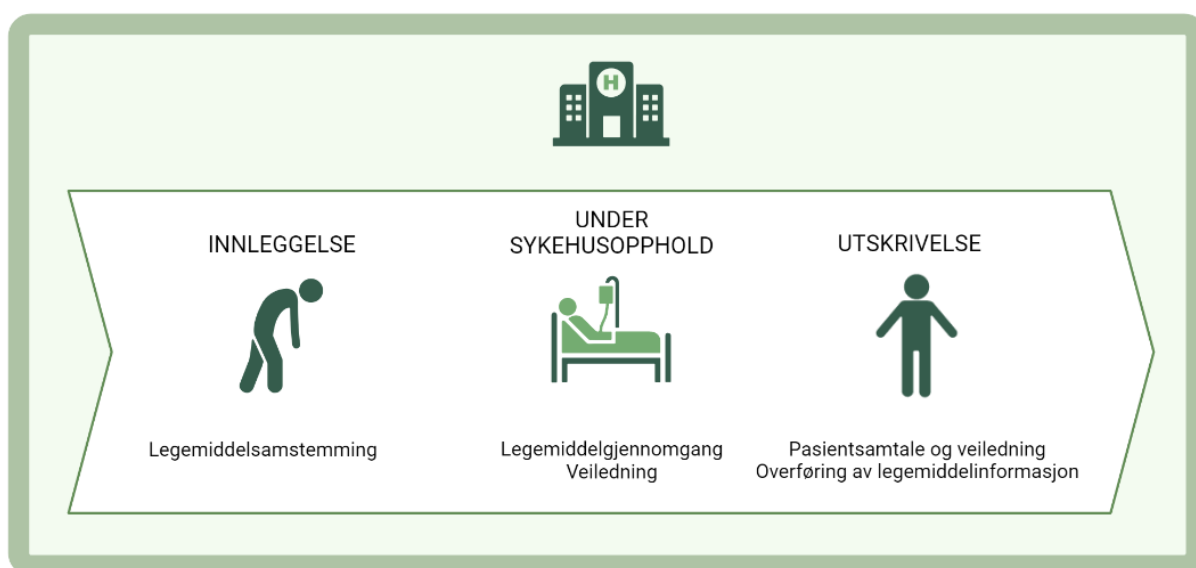 H
INNLEGGELSE
Legemiddelsamstemming
UNDER
SYKEHUSOPPHOLD
Legemiddelgjennomgang
Veiledning
UTSKRIVELSE
Pasientsamtale og veiledning
Overføring av legemiddelinformasjon